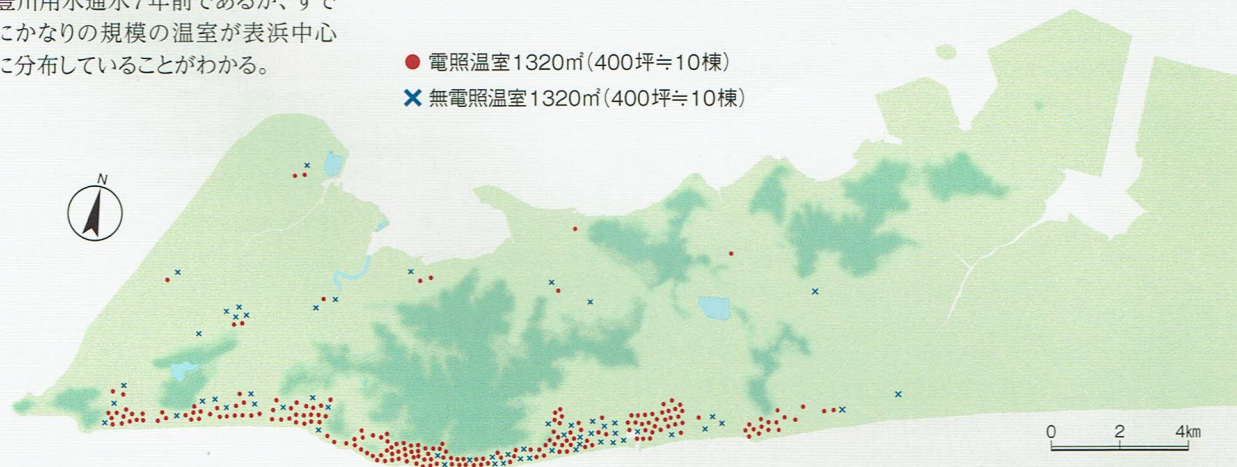 豊川用水通水7年前であるが、すで
にかなりの規模の温室が表浜中心
に分布していることがわかる。
● 電照温室1320㎡(400坪≒10棟)
× 無電照温室1320㎡(400坪≒10棟)
N
0 2 4km